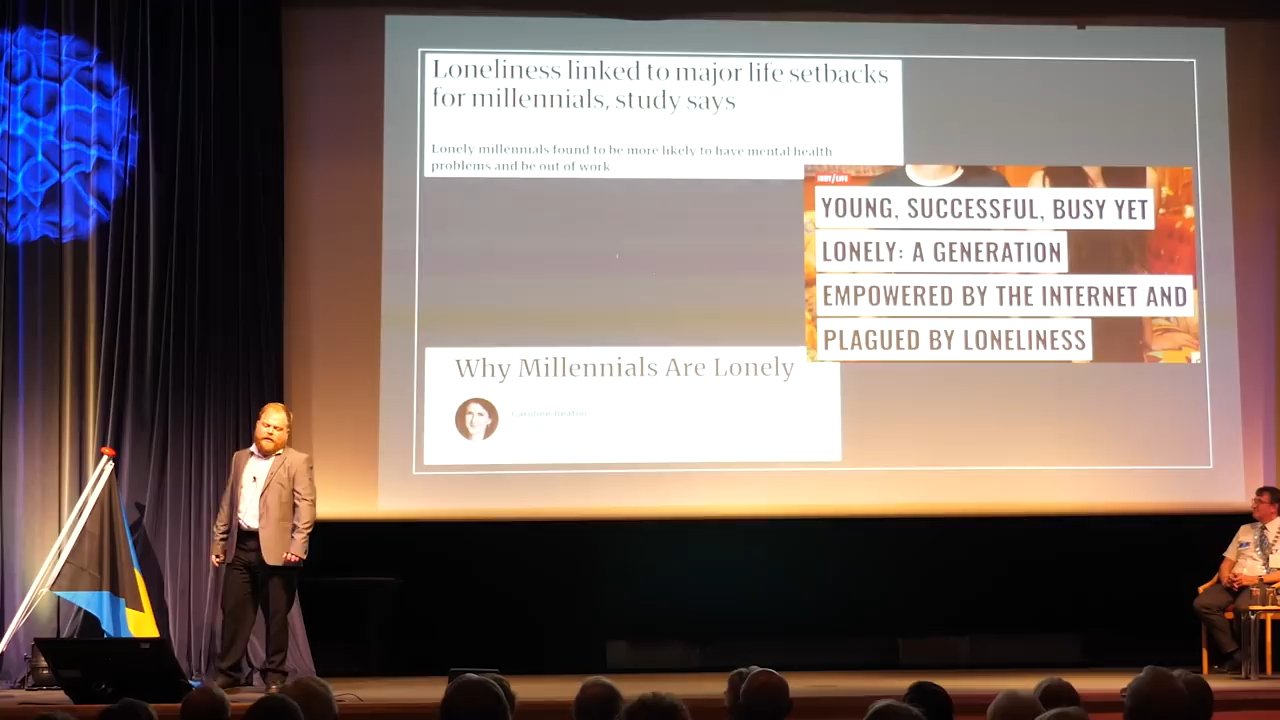 Loneliness linked to major life setbacks
for millennials, study says
Lonely millennials found to be more likely to have mental health
problems and be out of work
YOUNG, SUCCESSFUL, BUSY YET
LONELY: A GENERATION
EMPOWERED BY THE INTERNET AND
PLAGUED BY LONELINESS
Why Millennials Are Lonely
Caroline Beaton